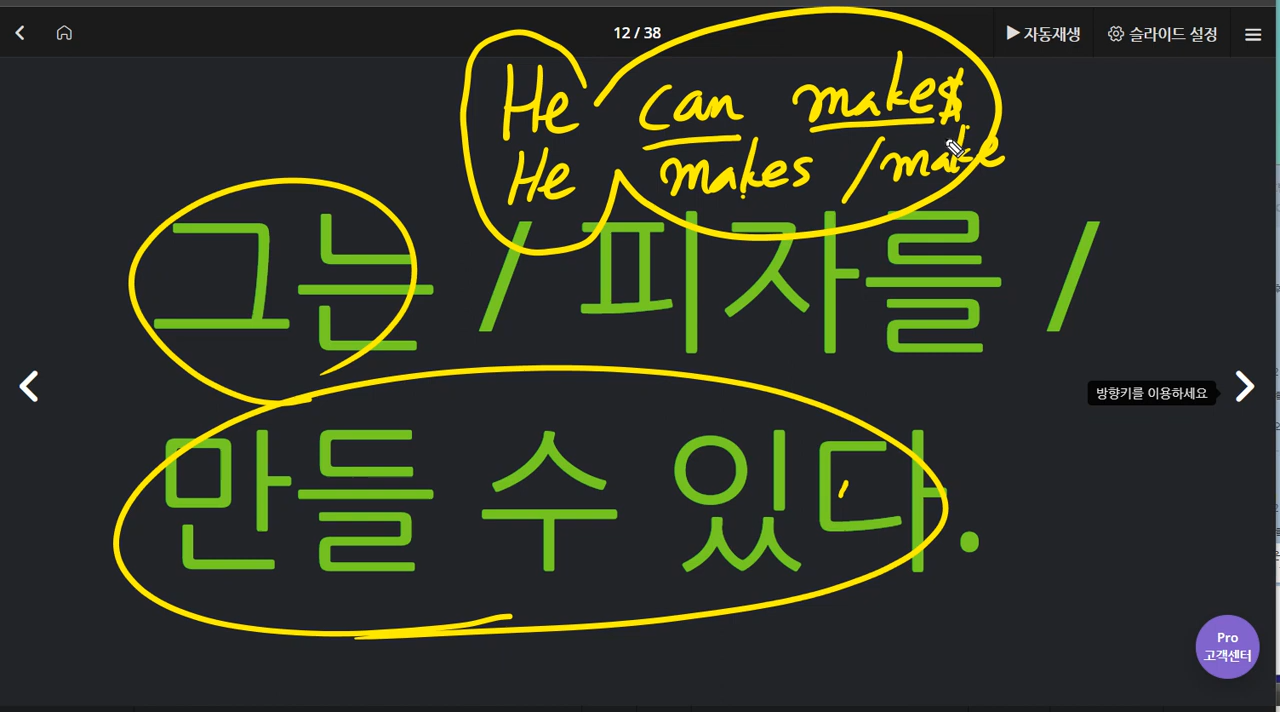 12 / 38
자동재생
슬라이드 설정
He can makes
He makes / make
그는 / 피자를 /
만들 수 있다.
방향키를 이용하세요
Pro
고객센터